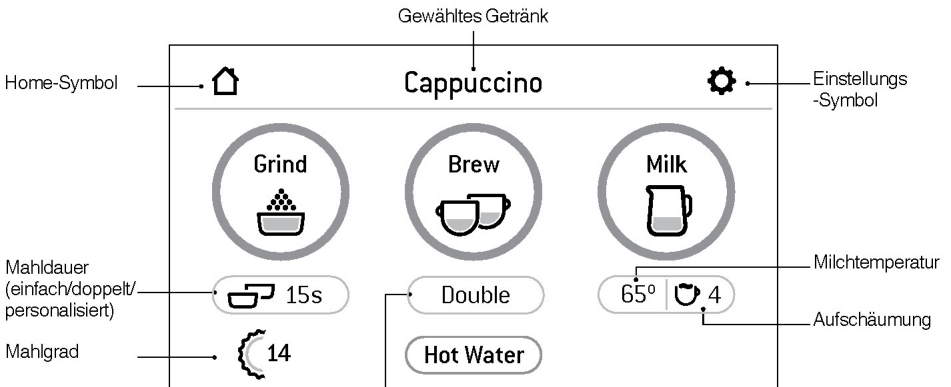 Gewähltes Getränk
Home-Symbol
Cappuccino
Einstellungs
-Symbol
Grind
Brew
Milk
Mahldauer
(einfach/doppelt/
personalisiert)
15s
Double
65º
4
Milchtemperatur
Aufschäumung
Mahlgrad
14
Hot Water